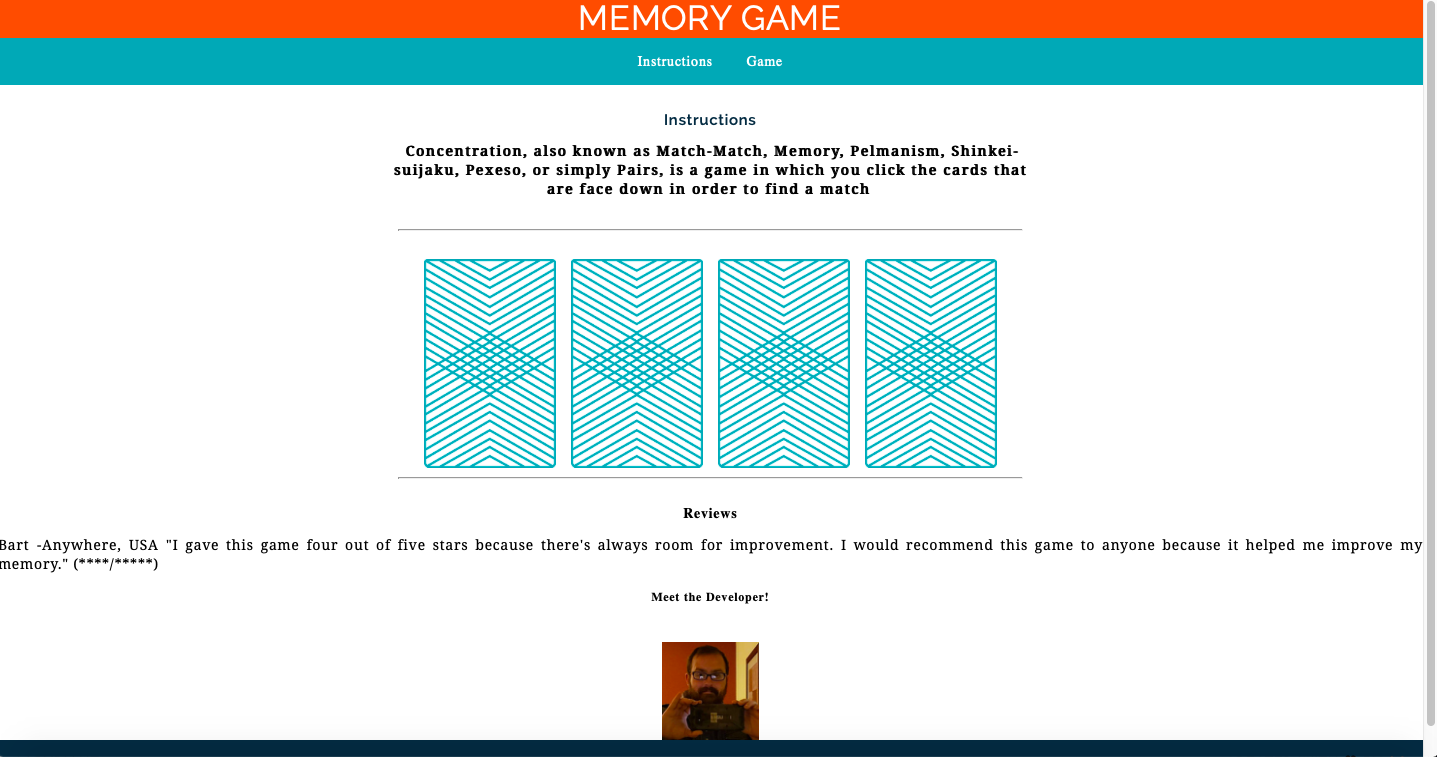 MEMORY GAME
Instructions Game
Instructions
Concentration, also known as Match-Match, Memory, Pelmanism, Shinkei-
suijaku, Pexeso, or simply Pairs, is a game in which you click the cards that
are face down in order to find a match
Reviews
Bart -Anywhere, USA "I gave this game four out of five stars because there's always room for improvement. I would recommend this game to anyone because it helped me improve my
memory." (****/*****)
Meet the Developer!